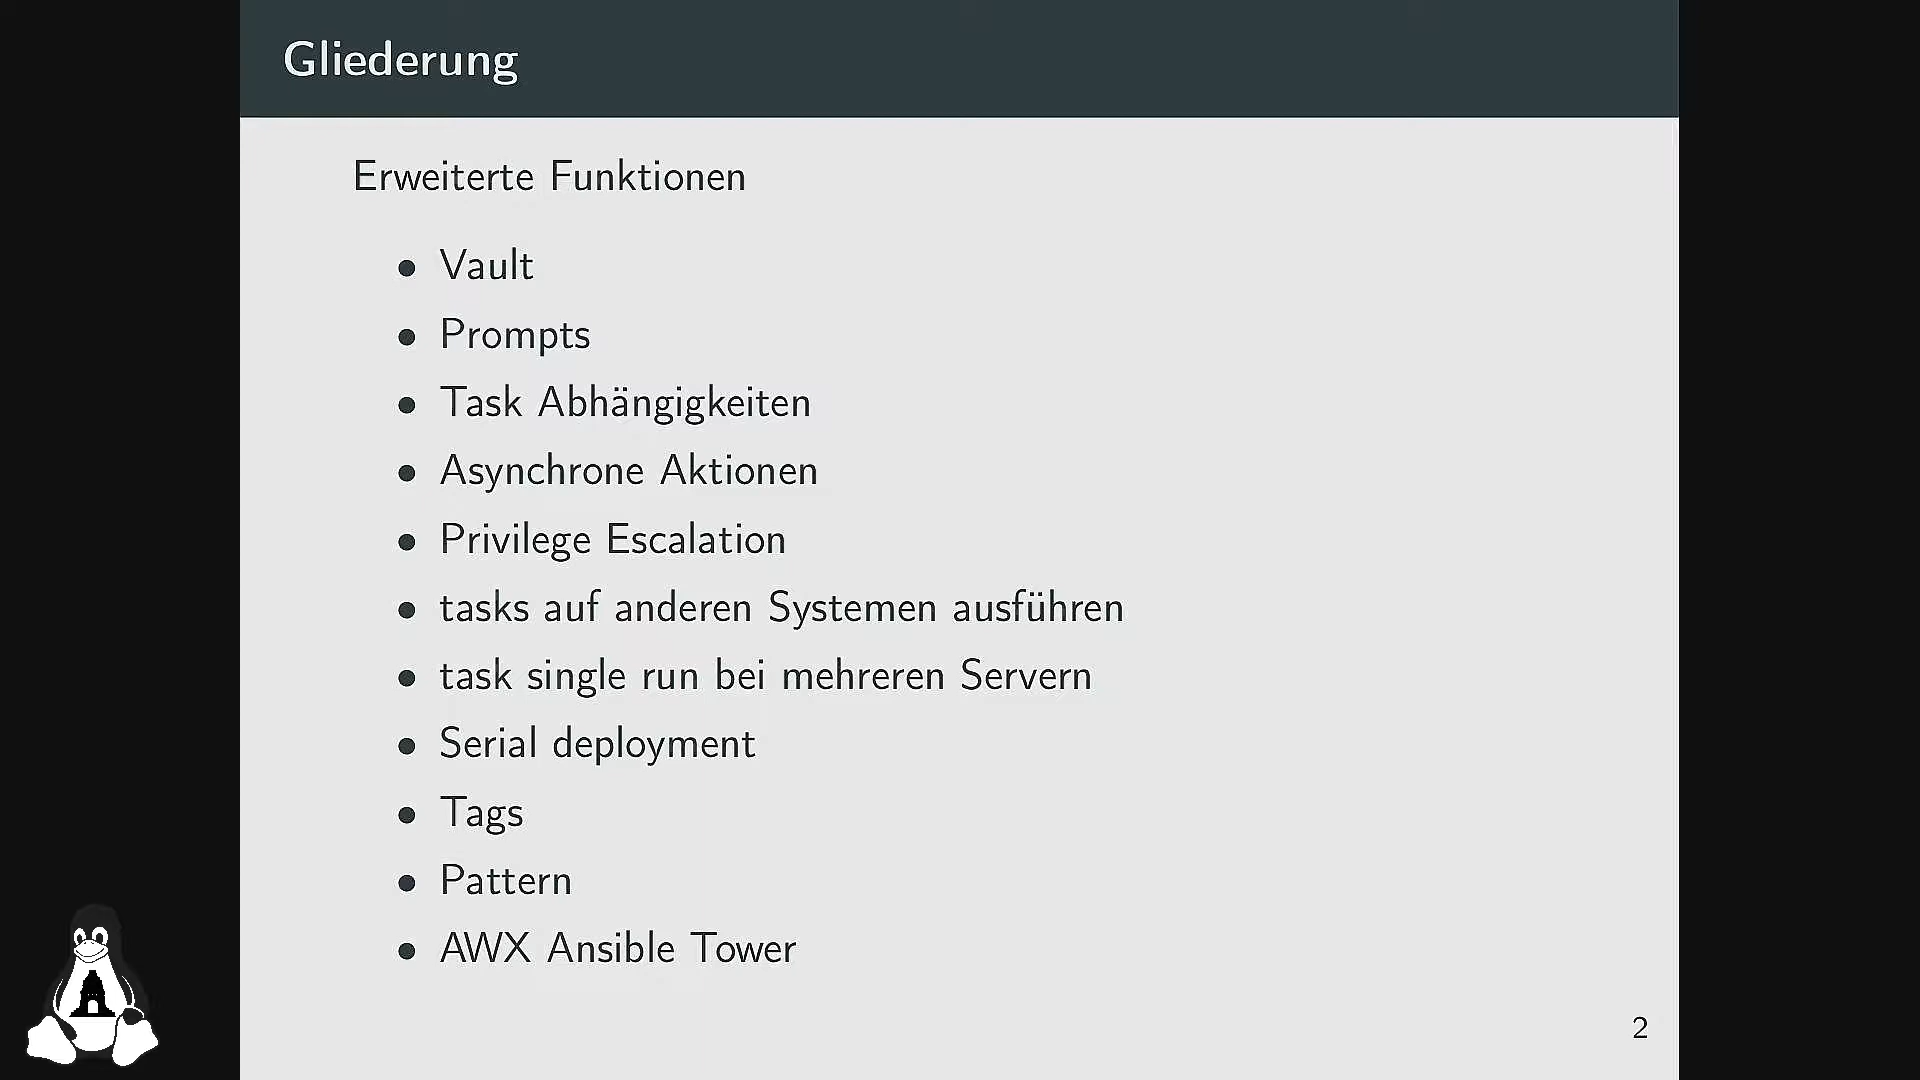 Gliederung
Erweiterte Funktionen
• Vault
• Prompts
• Task Abhängigkeiten
• Asynchrone Aktionen
• Privilege Escalation
• tasks auf anderen Systemen ausführen
• task single run bei mehreren Servern
• Serial deployment
• Tags
• Pattern
• AWX Ansible Tower
2